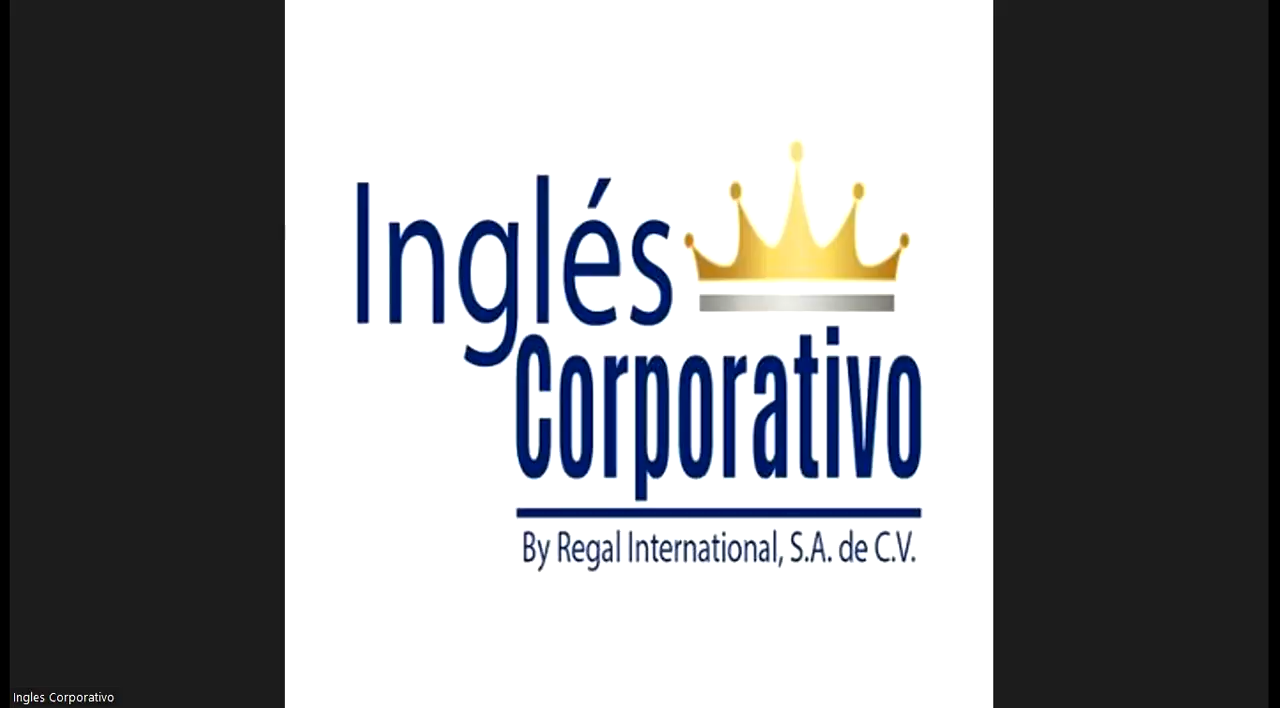 Inglés
Corporativo
By Regal International, S.A. de C.V.
Ingles Corporativo